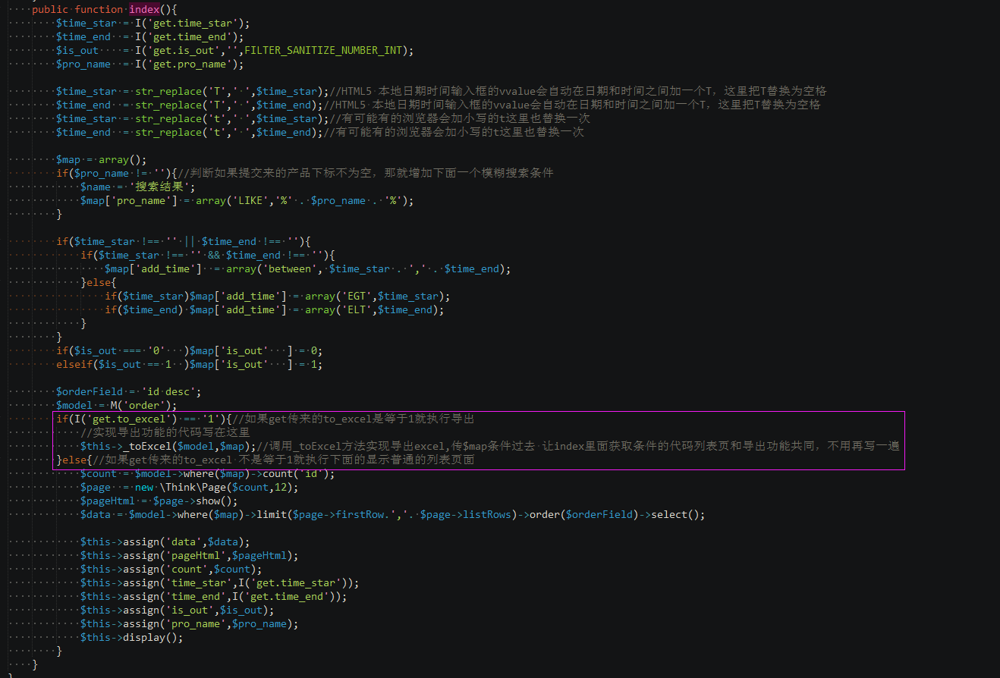 public function index(){
$time_star = I('get.time_star');
$time_end = I('get.time_end');
$is_out = I('get.is_out','',FILTER_SANITIZE_NUMBER_INT);
$pro_name = I('get.pro_name');
$time_star = str_replace('T',' ',$time_star);//HTML5 本地日期时间输入框的vvalue会自动在日期和时间之间加一个T，这里把T替换为空格
$time_end = str_replace('T',' ',$time_end);//HTML5 本地日期时间输入框的vvalue会自动在日期和时间之间加一个T，这里把T替换为空格
$time_star = str_replace('t',' ',$time_star);//有可能有的浏览器会加小写的t这里也替换一次
$time_end = str_replace('t',' ',$time_end);//有可能有的浏览器会加小写的t这里也替换一次
$map = array();
if($pro_name != ''){//判断如果提交来的产品下标不为空，那就增加下面一个模糊搜索条件
$name = '搜索结果';
$map['pro_name'] = array('LIKE','%' . $pro_name . '%');
}
if($time_star !== '' || $time_end !== ''){
if($time_star !== '' && $time_end !== ''){
$map['add_time'] = array('between', $time_star . ',' . $time_end);
}else{
if($time_star)$map['add_time'] = array('EGT',$time_star);
if($time_end) $map['add_time'] = array('ELT',$time_end);
}
}
if($is_out === '0' )$map['is_out' ] = 0;
elseif($is_out == 1 )$map['is_out' ] = 1;
$orderField = 'id desc';
$model = M('order');
if(I('get.to_excel') == '1'){//如果get传来的to_excel是等于1就执行导出
//实现导出功能的代码写在这里
$this->_toExcel($model,$map);//调用_toExcel方法实现导出excel,传$map条件过去 让index里面获取条件的代码列表页和导出功能共同，不用再写一遍
}else{//如果get传来的to_excel 不是等于1就执行下面的显示普通的列表页面
$count = $model->where($map)->count('id');
$page = new \Think\Page($count,12);
$pageHtml = $page->show();
$data = $model->where($map)->limit($page->firstRow.','. $page->listRows)->order($orderField)->select();
$this->assign('data',$data);
$this->assign('pageHtml',$pageHtml);
$this->assign('count',$count);
$this->assign('time_star',I('get.time_star'));
$this->assign('time_end',I('get.time_end'));
$this->assign('is_out',$is_out);
$this->assign('pro_name',$pro_name);
$this->display();
}
}